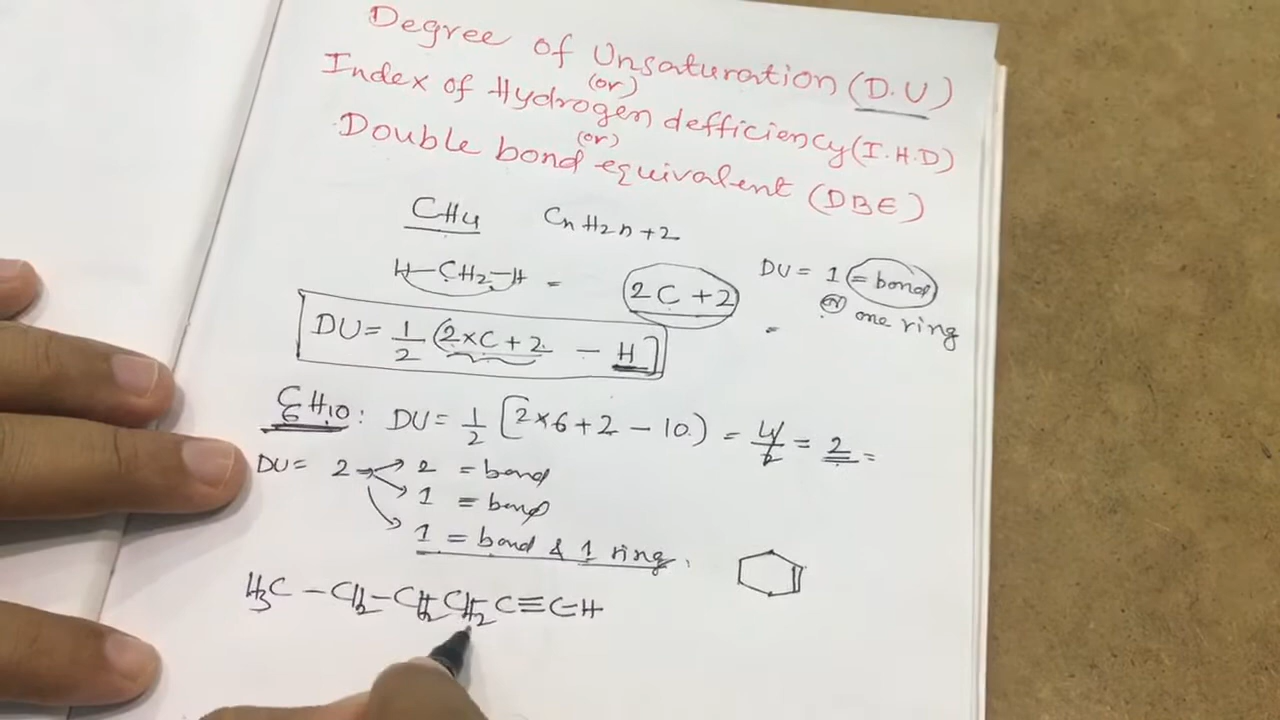 Degree of Unsaturation (D.U)
(or)
Index of Hydrogen defficiency (I.H.D)
(or)
Double bond equivalent (DBE)
CH4 CnH2n+2
H-CH2-H = 2C+2
DU = 1 = bond
(or) one ring
=
DU = 1/2 (2×C+2 - H]
C6H10 : DU = 1/2 [2×6+2-10) = 4/2 = 2 =
DU = 2 → 2 = bond
1 ≡ bond
1 = bond & 1 ring.
H3C-CH2-CH2 CH2 C≡C-H